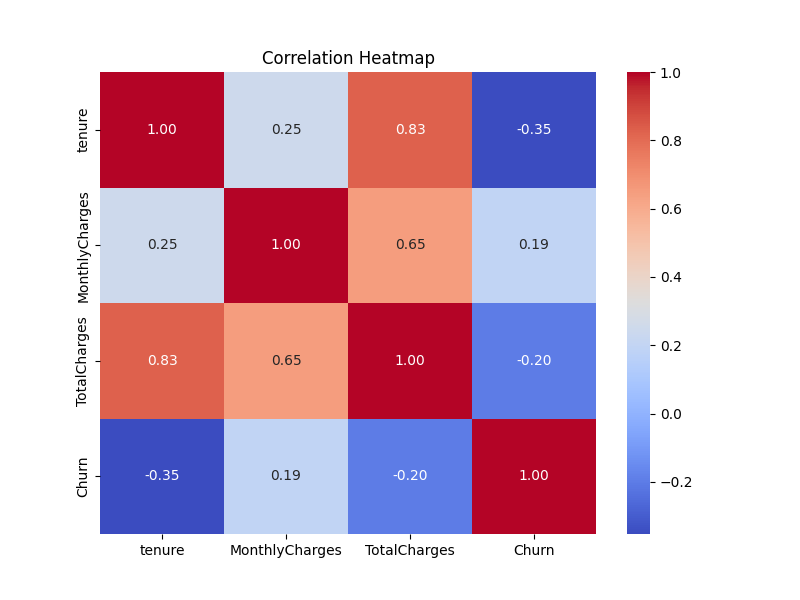 Correlation Heatmap
tenure
1.00
0.25
0.83
-0.35
MonthlyCharges
0.25
1.00
0.65
0.19
TotalCharges
0.83
0.65
1.00
-0.20
Churn
-0.35
0.19
-0.20
1.00
tenure
MonthlyCharges
TotalCharges
Churn
1.0
0.8
0.6
0.4
0.2
0.0
−0.2